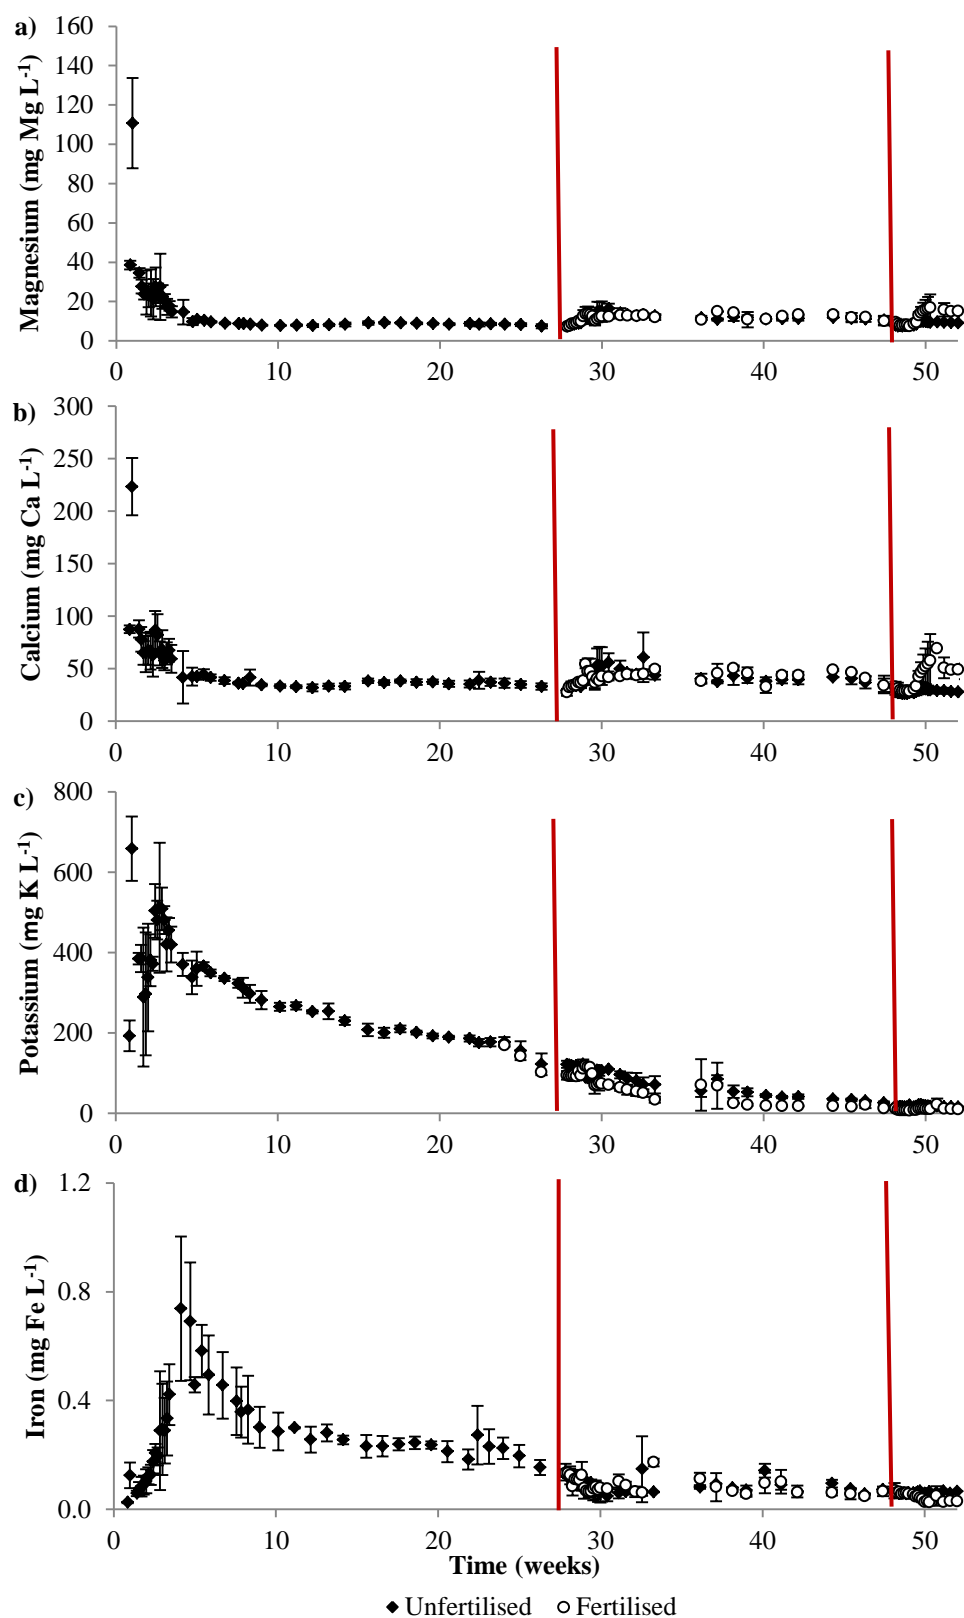 a)
Magnesium (mg Mg L-1)
160
140
120
100
80
60
40
20
0
0 10 20 30 40 50
b)
Calcium (mg Ca L-1)
300
250
200
150
100
50
0
0 10 20 30 40 50
c)
Potassium (mg K L-1)
800
600
400
200
0
0 10 20 30 40 50
d)
Iron (mg Fe L-1)
1.2
0.8
0.4
0.0
0 10 20 30 40 50
Time (weeks)
Unfertilised Fertilised